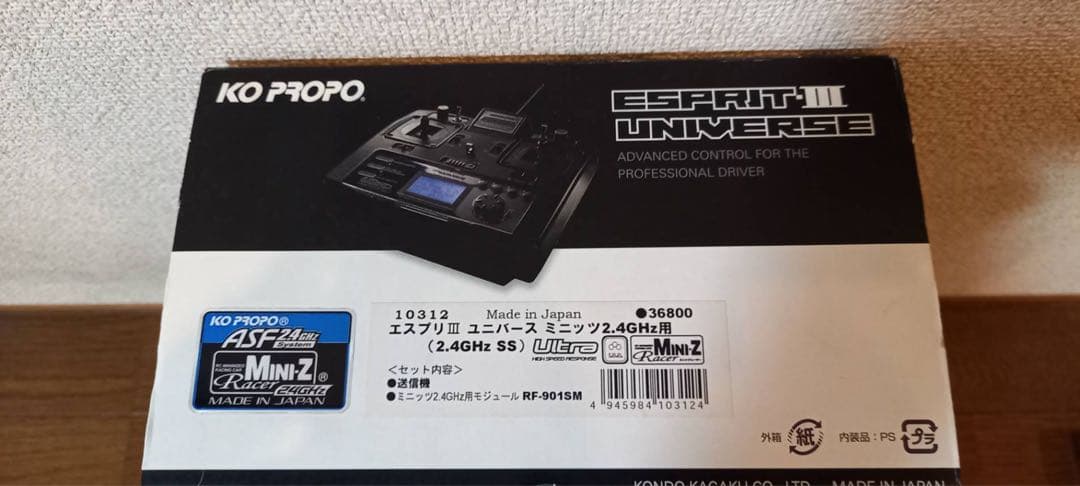 KO PROPO®
ESPRIT-III
UNIVERSE
ADVANCED CONTROL FOR THE
PROFESSIONAL DRIVER
KO PROPO®
ASF 2.4GHz
System
MINI-Z
Racer
2.4GHz
MADE IN JAPAN
10312 Made in Japan ●36800
エスプリⅢ ユニバース ミニッツ2.4GHz用
(2.4GHz SS) Ultra
HIGH SPEED RESPONSE
MINI-Z
Racer
<セット内容>
●送信機
●ミニッツ2.4GHz用モジュール RF-901SM
4 945984 103124
外箱 紙 内装品:PS プラ
KONDO KAGAKU CO., LTD. MADE IN JAPAN